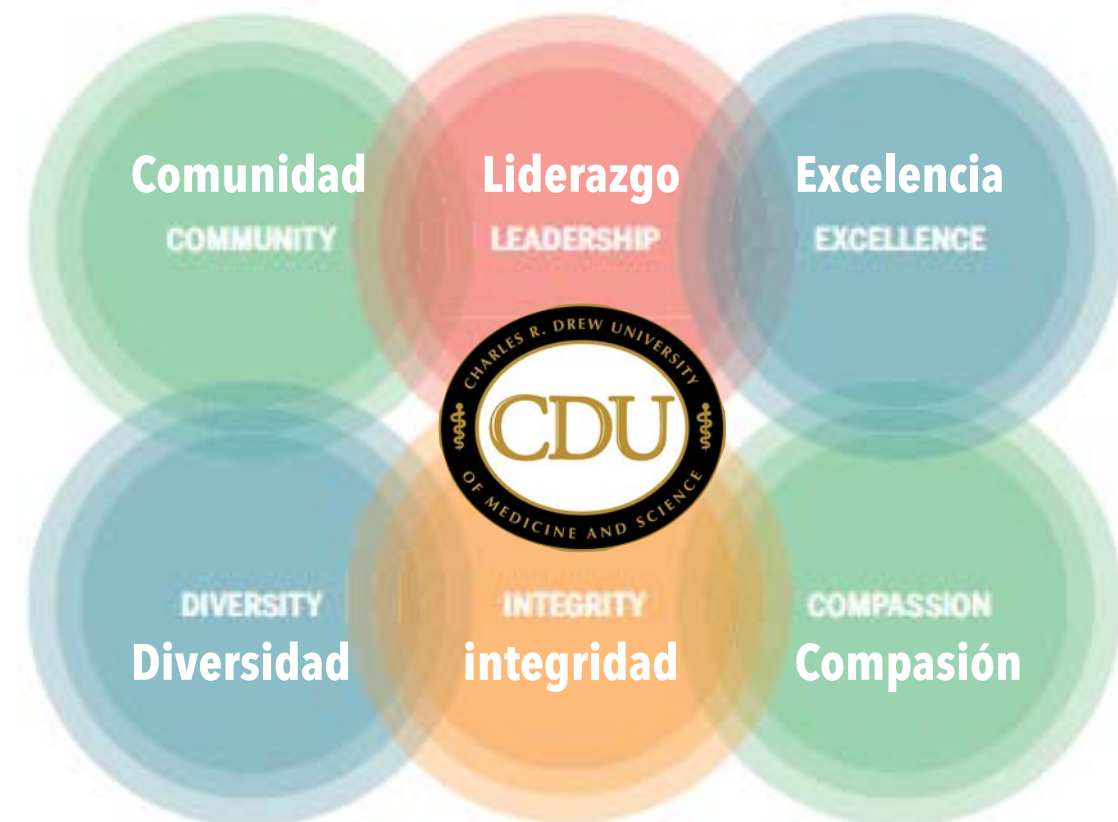 Comunidad
COMMUNITY
Liderazgo
LEADERSHIP
Excelencia
EXCELLENCE
CHARLES R. DREW UNIVERSITY
CDU
OF MEDICINE AND SCIENCE
DIVERSITY
Diversidad
INTEGRITY
integridad
COMPASSION
Compasión